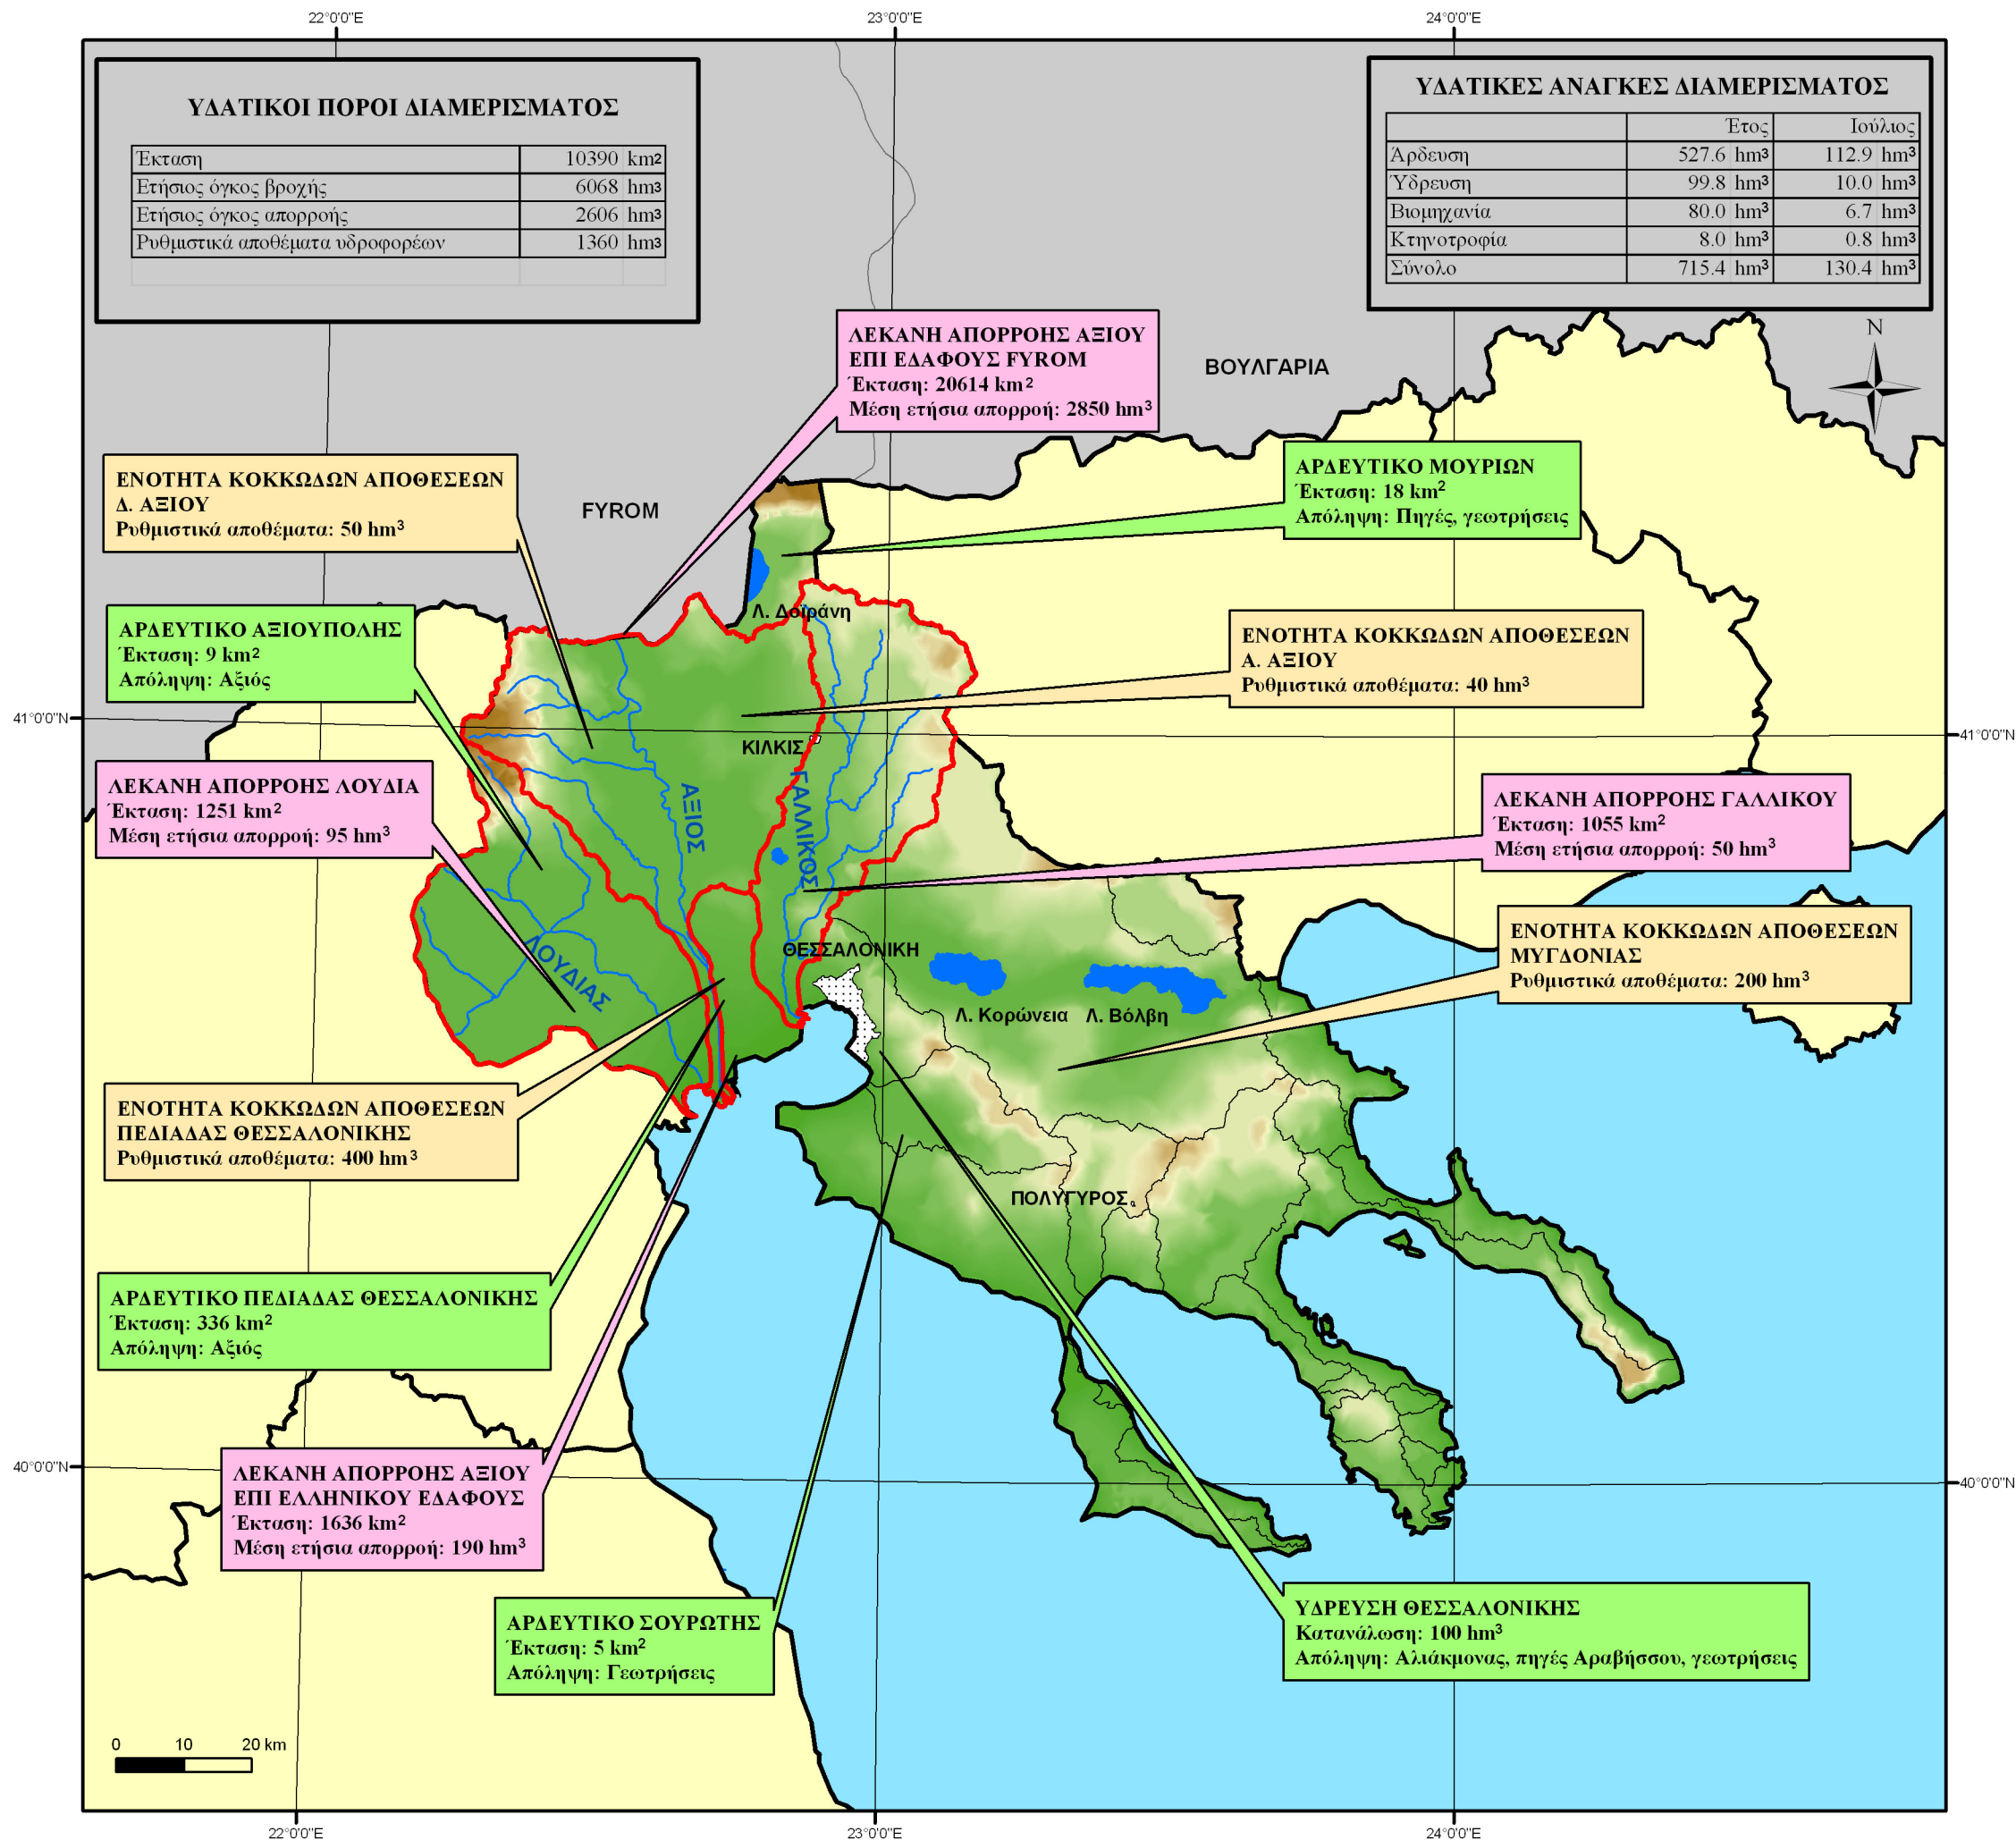 22°0'0"E 23°0'0"E 24°0'0"E
ΥΔΑΤΙΚΟΙ ΠΟΡΟΙ ΔΙΑΜΕΡΙΣΜΑΤΟΣ
Έκταση 10390 km²
Ετήσιος όγκος βροχής 6068 hm³
Ετήσιος όγκος απορροής 2606 hm³
Ρυθμιστικά αποθέματα υδροφορέων 1360 hm³
ΥΔΑΤΙΚΕΣ ΑΝΑΓΚΕΣ ΔΙΑΜΕΡΙΣΜΑΤΟΣ
Έτος Ιούλιος
Άρδευση 527.6 hm³ 112.9 hm³
Ύδρευση 99.8 hm³ 10.0 hm³
Βιομηχανία 80.0 hm³ 6.7 hm³
Κτηνοτροφία 8.0 hm³ 0.8 hm³
Σύνολο 715.4 hm³ 130.4 hm³
N
ΛΕΚΑΝΗ ΑΠΟΡΡΟΗΣ ΑΞΙΟΥ
ΕΠΙ ΕΔΑΦΟΥΣ FYROM
Έκταση: 20614 km²
Μέση ετήσια απορροή: 2850 hm³
ΒΟΥΛΓΑΡΙΑ
FYROM
ΕΝΟΤΗΤΑ ΚΟΚΚΩΔΩΝ ΑΠΟΘΕΣΕΩΝ
Δ. ΑΞΙΟΥ
Ρυθμιστικά αποθέματα: 50 hm³
ΑΡΔΕΥΤΙΚΟ ΜΟΥΡΙΩΝ
Έκταση: 18 km²
Απόληψη: Πηγές, γεωτρήσεις
Λ. Δοϊράνη
ΑΡΔΕΥΤΙΚΟ ΑΞΙΟΥΠΟΛΗΣ
Έκταση: 9 km²
Απόληψη: Αξιός
ΕΝΟΤΗΤΑ ΚΟΚΚΩΔΩΝ ΑΠΟΘΕΣΕΩΝ
Α. ΑΞΙΟΥ
Ρυθμιστικά αποθέματα: 40 hm³
41°0'0"N 41°0'0"N
ΚΙΛΚΙΣ
ΛΕΚΑΝΗ ΑΠΟΡΡΟΗΣ ΛΟΥΔΙΑ
Έκταση: 1251 km²
Μέση ετήσια απορροή: 95 hm³
ΑΞΙΟΣ
ΓΑΛΛΙΚΟΣ
ΛΕΚΑΝΗ ΑΠΟΡΡΟΗΣ ΓΑΛΛΙΚΟΥ
Έκταση: 1055 km²
Μέση ετήσια απορροή: 50 hm³
ΛΟΥΔΙΑΣ
ΘΕΣΣΑΛΟΝΙΚΗ
ΕΝΟΤΗΤΑ ΚΟΚΚΩΔΩΝ ΑΠΟΘΕΣΕΩΝ
ΜΥΓΔΟΝΙΑΣ
Ρυθμιστικά αποθέματα: 200 hm³
Λ. Κορώνεια Λ. Βόλβη
ΕΝΟΤΗΤΑ ΚΟΚΚΩΔΩΝ ΑΠΟΘΕΣΕΩΝ
ΠΕΔΙΑΔΑΣ ΘΕΣΣΑΛΟΝΙΚΗΣ
Ρυθμιστικά αποθέματα: 400 hm³
ΠΟΛΥΓΥΡΟΣ
ΑΡΔΕΥΤΙΚΟ ΠΕΔΙΑΔΑΣ ΘΕΣΣΑΛΟΝΙΚΗΣ
Έκταση: 336 km²
Απόληψη: Αξιός
40°0'0"N 40°0'0"N
ΛΕΚΑΝΗ ΑΠΟΡΡΟΗΣ ΑΞΙΟΥ
ΕΠΙ ΕΛΛΗΝΙΚΟΥ ΕΔΑΦΟΥΣ
Έκταση: 1636 km²
Μέση ετήσια απορροή: 190 hm³
ΑΡΔΕΥΤΙΚΟ ΣΟΥΡΩΤΗΣ
Έκταση: 5 km²
Απόληψη: Γεωτρήσεις
ΥΔΡΕΥΣΗ ΘΕΣΣΑΛΟΝΙΚΗΣ
Κατανάλωση: 100 hm³
Απόληψη: Αλιάκμονας, πηγές Αραβήσσου, γεωτρήσεις
0 10 20 km
22°0'0"E 23°0'0"E 24°0'0"E